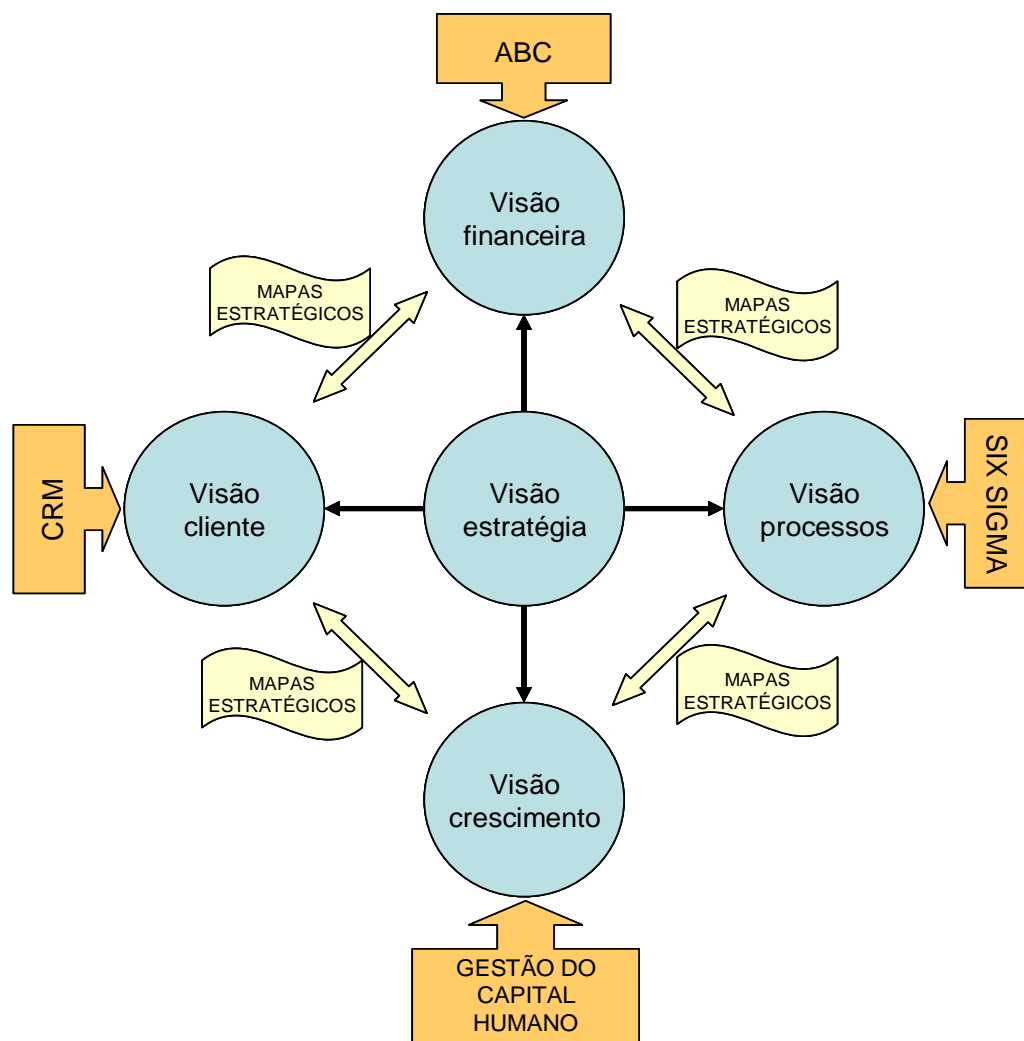 ABC
Visão
financeira
MAPAS
ESTRATÉGICOS
MAPAS
ESTRATÉGICOS
CRM
Visão
cliente
Visão
estratégia
Visão
processos
SIX SIGMA
MAPAS
ESTRATÉGICOS
MAPAS
ESTRATÉGICOS
Visão
crescimento
GESTÃO DO
CAPITAL
HUMANO